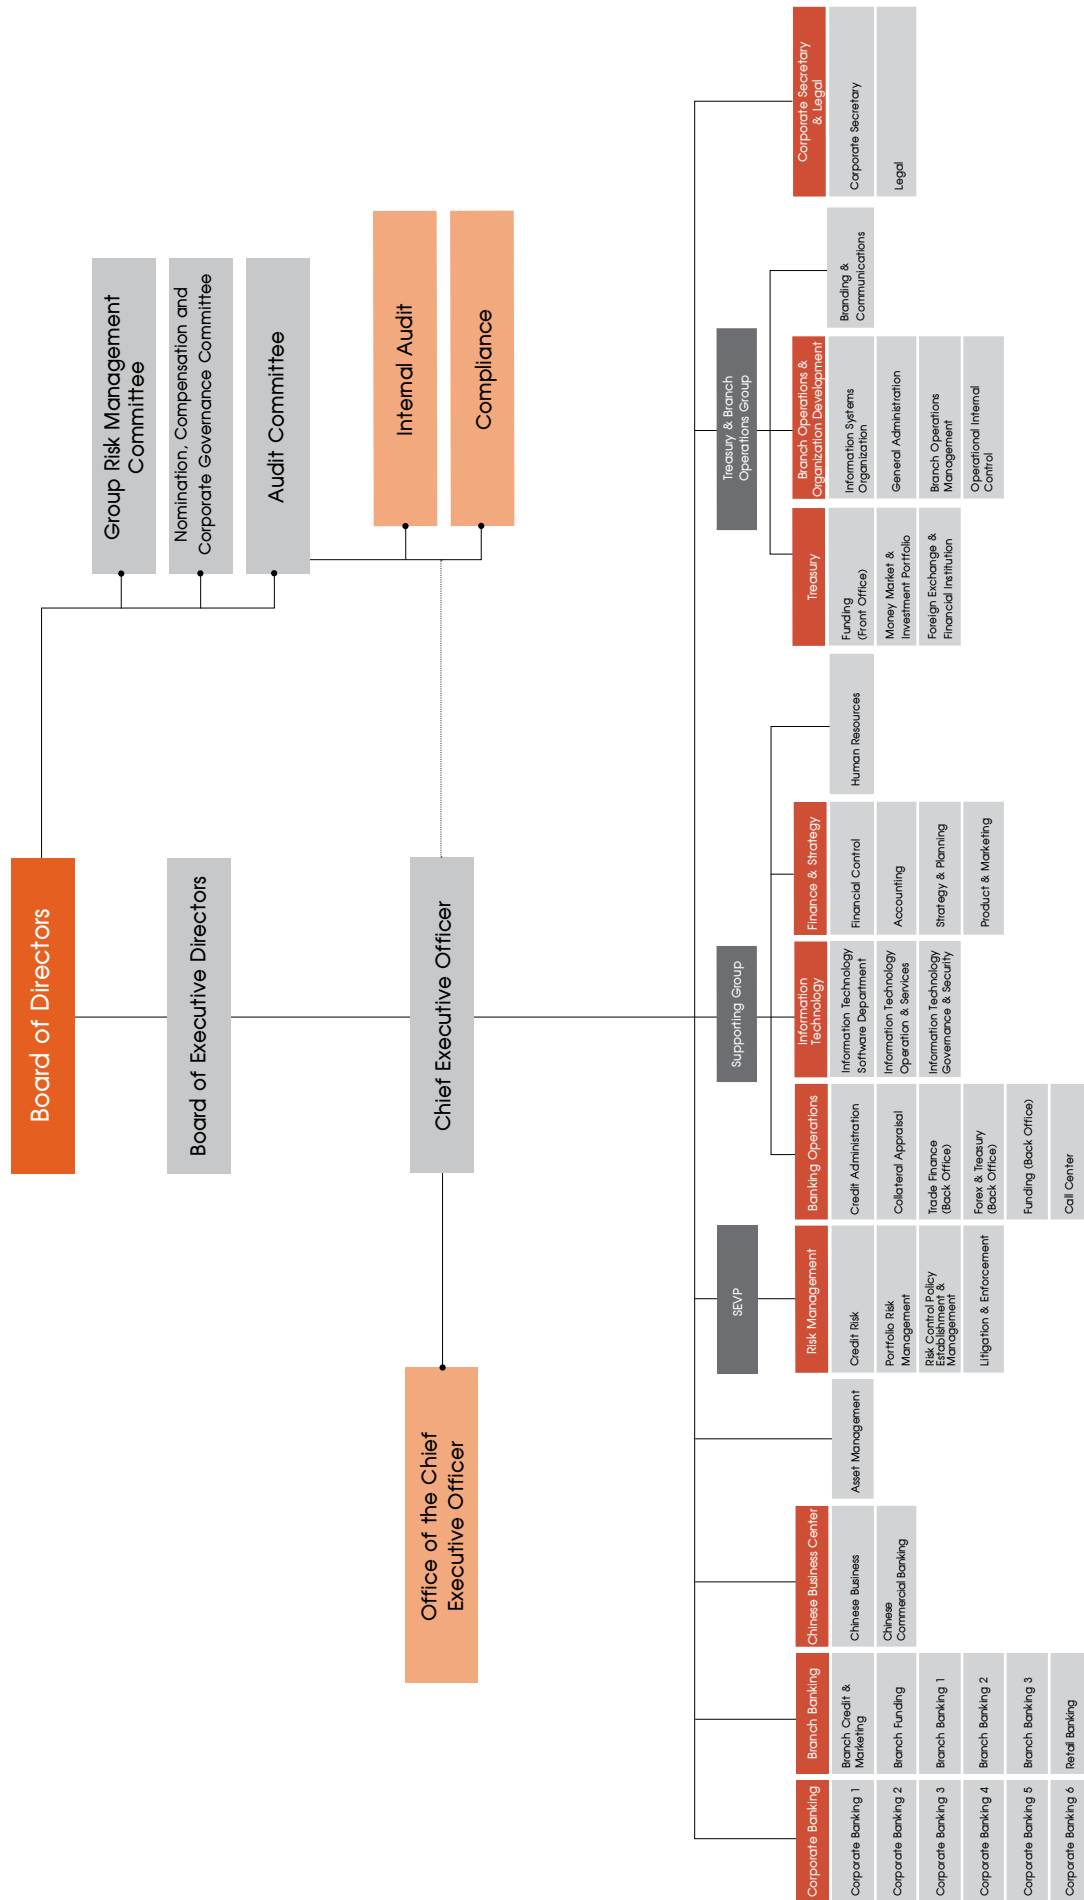 Board of Directors
Group Risk Management
Committee
Nomination, Compensation and
Corporate Governance Committee
Audit Committee
Board of Executive Directors
Internal Audit
Compliance
Chief Executive Officer
Office of the Chief
Executive Officer
Corporate Banking
Corporate Banking 1
Corporate Banking 2
Corporate Banking 3
Corporate Banking 4
Corporate Banking 5
Corporate Banking 6
Branch Banking
Branch Credit &
Marketing
Branch Funding
Branch Banking 1
Branch Banking 2
Branch Banking 3
Retail Banking
Chinese Business Center
Chinese Business
Chinese
Commercial Banking
Asset Management
SEVP
Risk Management
Credit Risk
Portfolio Risk
Management
Risk Control Policy
Establishment &
Management
Litigation & Enforcement
Supporting Group
Banking Operations
Credit Administration
Collateral Appraisal
Trade Finance
(Back Office)
Forex & Treasury
(Back Office)
Funding (Back Office)
Call Center
Information
Technology
Information Technology
Software Department
Information Technology
Operation & Services
Information Technology
Governance & Security
Finance & Strategy
Financial Control
Accounting
Strategy & Planning
Product & Marketing
Human Resources
Treasury & Branch
Operations Group
Treasury
Funding
(Front Office)
Money Market &
Investment Portfolio
Foreign Exchange &
Financial Institution
Branch Operations &
Organization Development
Information Systems
Organization
General Administration
Branch Operations
Management
Operational Internal
Control
Branding &
Communications
Corporate Secretary
& Legal
Corporate Secretary
Legal